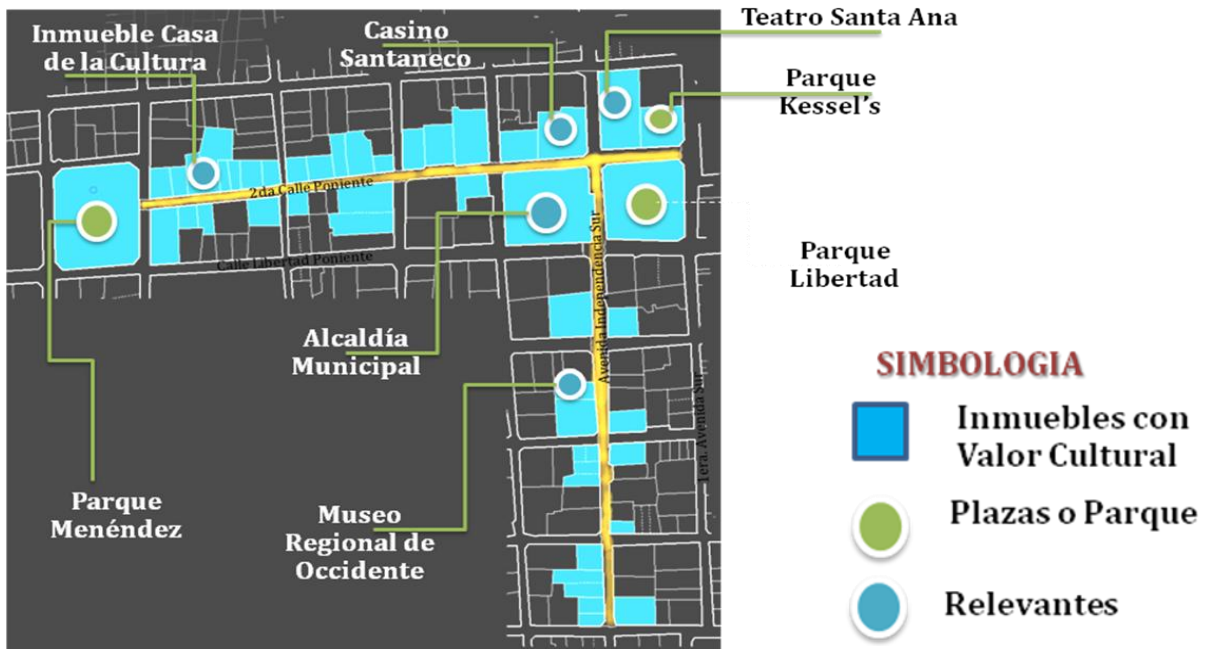 Teatro Santa Ana
Inmueble Casa
de la Cultura
Casino
Santaneco
Parque
Kessel's
2da Calle Poniente
Calle Libertad Poniente
Parque
Libertad
Avenida Independencia Sur
Alcaldía
Municipal
1era. Avenida Sur
Parque
Menéndez
Museo
Regional de
Occidente
SIMBOLOGIA
Inmuebles con
Valor Cultural
Plazas o Parque
Relevantes